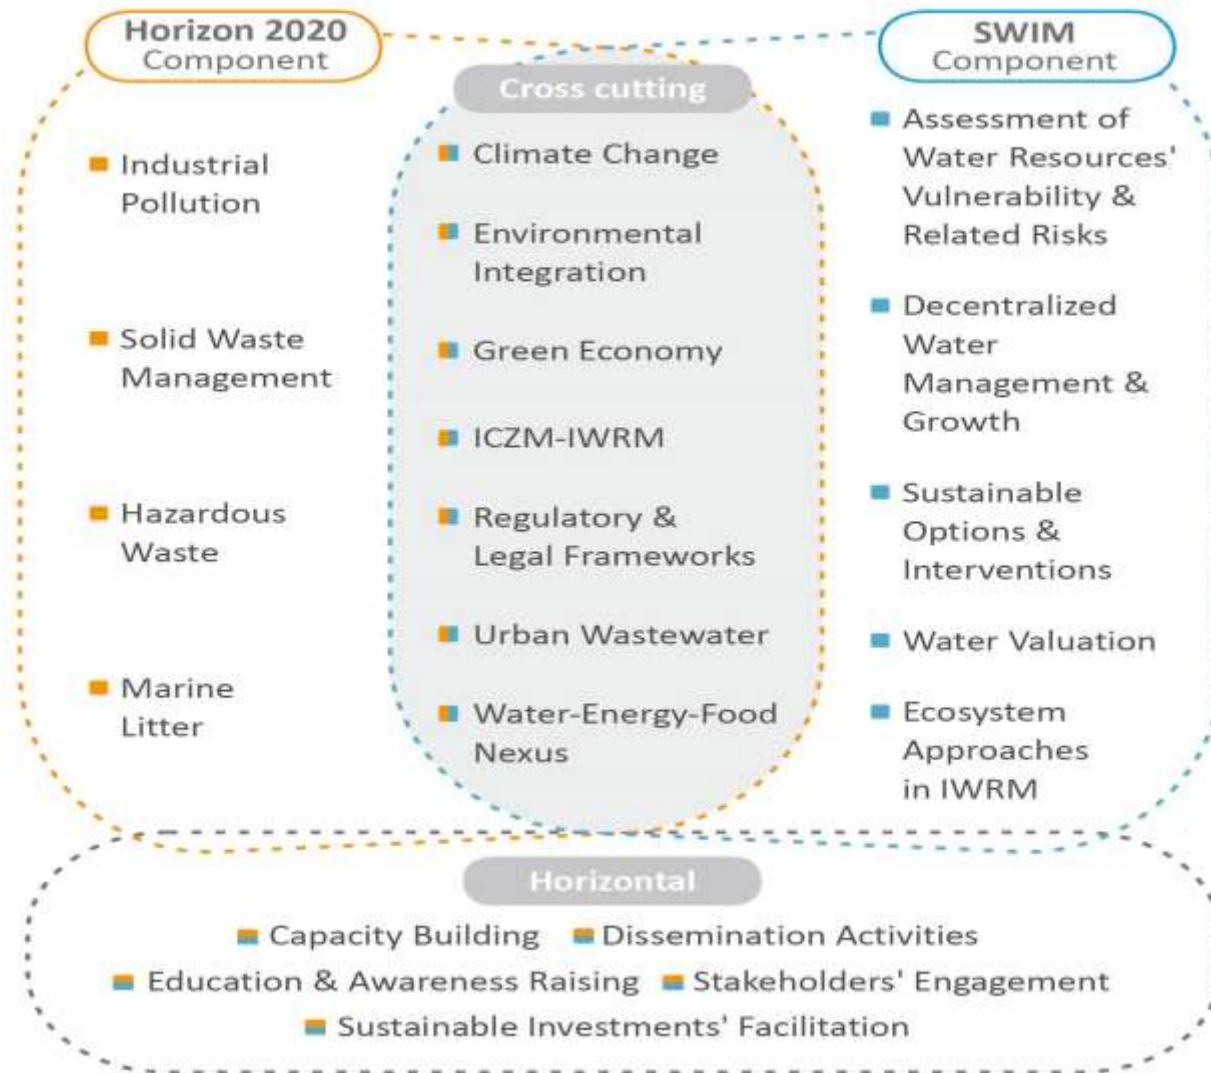 Horizon 2020
Component
Industrial
Pollution
Solid Waste
Management
Hazardous
Waste
Marine
Litter
Cross cutting
Climate Change
Environmental
Integration
Green Economy
ICZM-IWRM
Regulatory &
Legal Frameworks
Urban Wastewater
Water-Energy-Food
Nexus
SWIM
Component
Assessment of
Water Resources'
Vulnerability &
Related Risks
Decentralized
Water
Management &
Growth
Sustainable
Options &
Interventions
Water Valuation
Ecosystem
Approaches
in IWRM
Horizontal
Capacity Building Dissemination Activities
Education & Awareness Raising Stakeholders' Engagement
Sustainable Investments' Facilitation